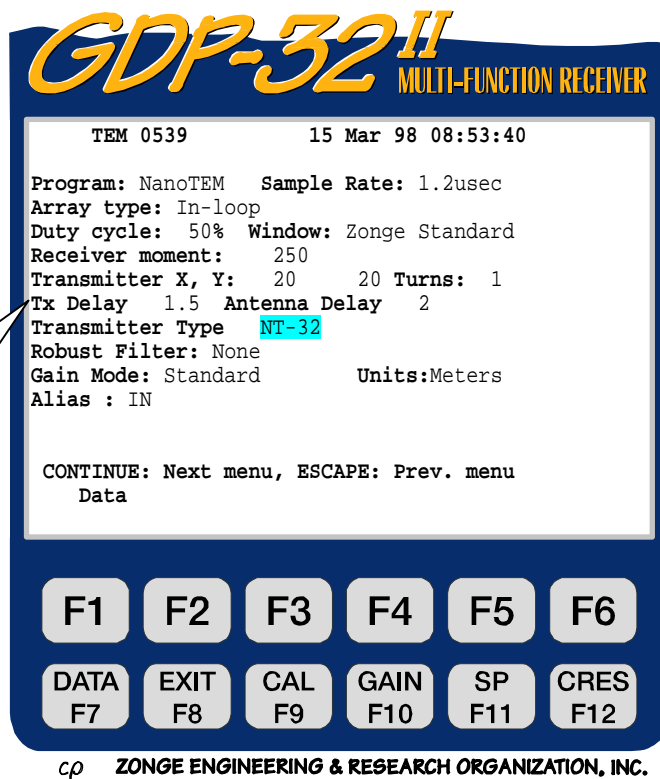 GDP-32 II
MULTI-FUNCTION RECEIVER
TEM 0539 15 Mar 98 08:53:40
Program: NanoTEM Sample Rate: 1.2usec
Array type: In-loop
Duty cycle: 50% Window: Zonge Standard
Receiver moment: 250
Transmitter X, Y: 20 20 Turns: 1
Tx Delay 1.5 Antenna Delay 2
Transmitter Type NT-32
Robust Filter: None
Gain Mode: Standard Units:Meters
Alias : IN
CONTINUE: Next menu, ESCAPE: Prev. menu
Data
F1 F2 F3 F4 F5 F6
DATA EXIT CAL GAIN SP CRES
F7 F8 F9 F10 F11 F12
cρ ZONGE ENGINEERING & RESEARCH ORGANIZATION, INC.